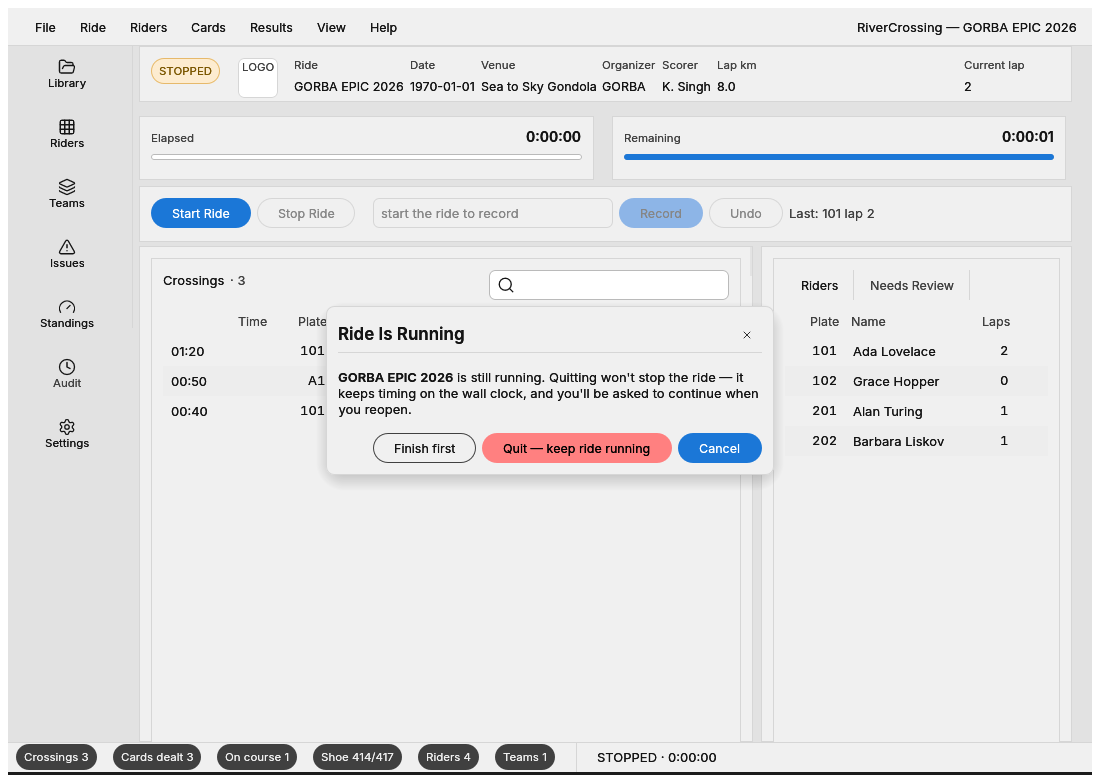 File Ride Riders Cards Results View Help RiverCrossing — GORBA EPIC 2026
Library
Riders
Teams
Issues
Standings
Audit
Settings
STOPPED
LOGO
Ride Date Venue Organizer Scorer Lap km Current lap
GORBA EPIC 2026 1970-01-01 Sea to Sky Gondola GORBA K. Singh 8.0 2
Elapsed 0:00:00
Remaining 0:00:01
Start Ride Stop Ride start the ride to record Record Undo Last: 101 lap 2
Crossings · 3
Time Plate
01:20 101
00:50 A1
00:40 101
Riders Needs Review
Plate Name Laps
101 Ada Lovelace 2
102 Grace Hopper 0
201 Alan Turing 1
202 Barbara Liskov 1
Ride Is Running ×
GORBA EPIC 2026 is still running. Quitting won't stop the ride — it
keeps timing on the wall clock, and you'll be asked to continue when
you reopen.
Finish first Quit — keep ride running Cancel
Crossings 3 Cards dealt 3 On course 1 Shoe 414/417 Riders 4 Teams 1 STOPPED · 0:00:00